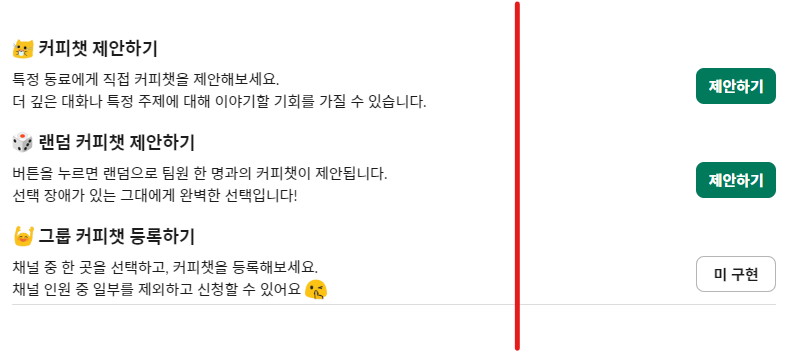 커피챗 제안하기
특정 동료에게 직접 커피챗을 제안해보세요.
더 깊은 대화나 특정 주제에 대해 이야기할 기회를 가질 수 있습니다.
제안하기
랜덤 커피챗 제안하기
버튼을 누르면 랜덤으로 팀원 한 명과의 커피챗이 제안됩니다.
선택 장애가 있는 그대에게 완벽한 선택입니다!
제안하기
그룹 커피챗 등록하기
채널 중 한 곳을 선택하고, 커피챗을 등록해보세요.
채널 인원 중 일부를 제외하고 신청할 수 있어요
미 구현